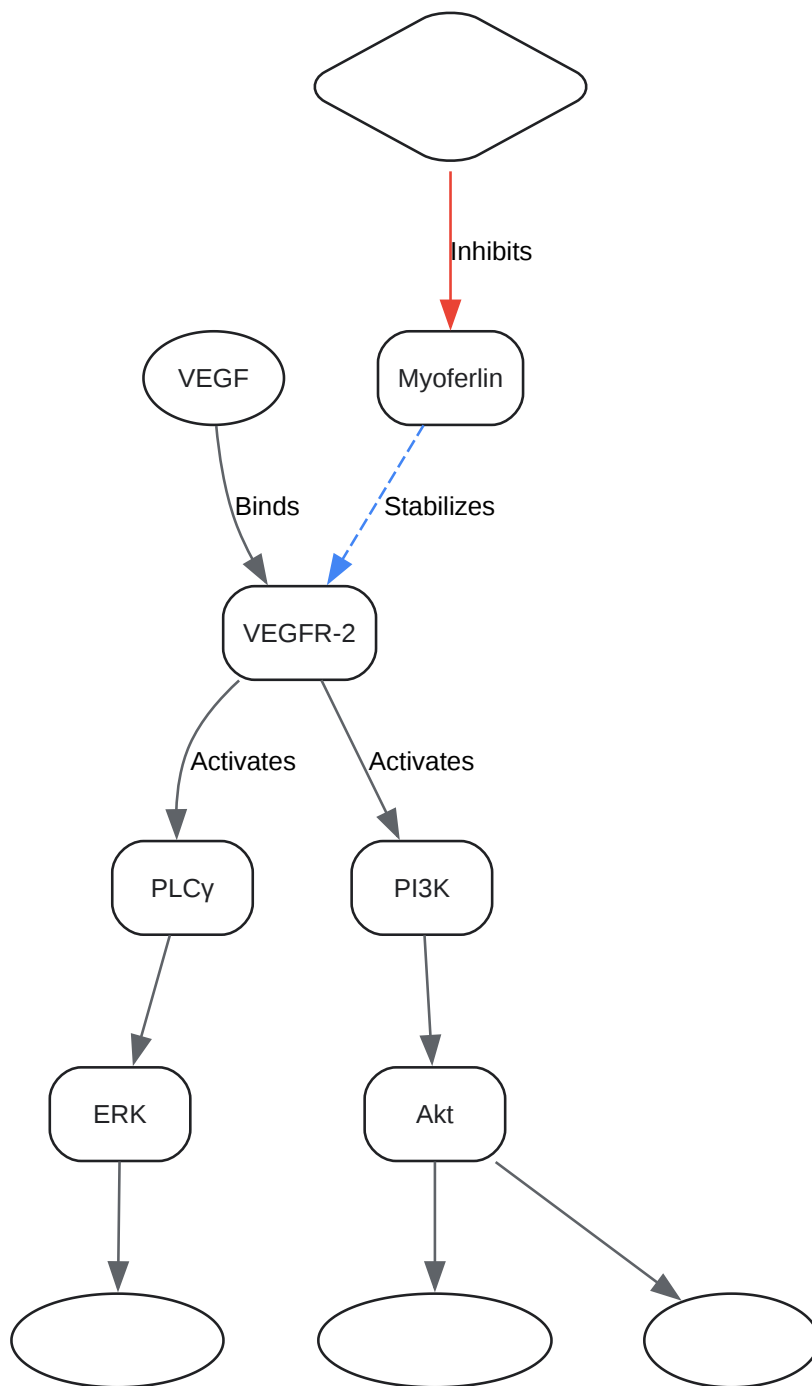 Inhibits
VEGF
Myoferlin
Binds
Stabilizes
VEGFR-2
Activates
Activates
PLCγ
PI3K
ERK
Akt